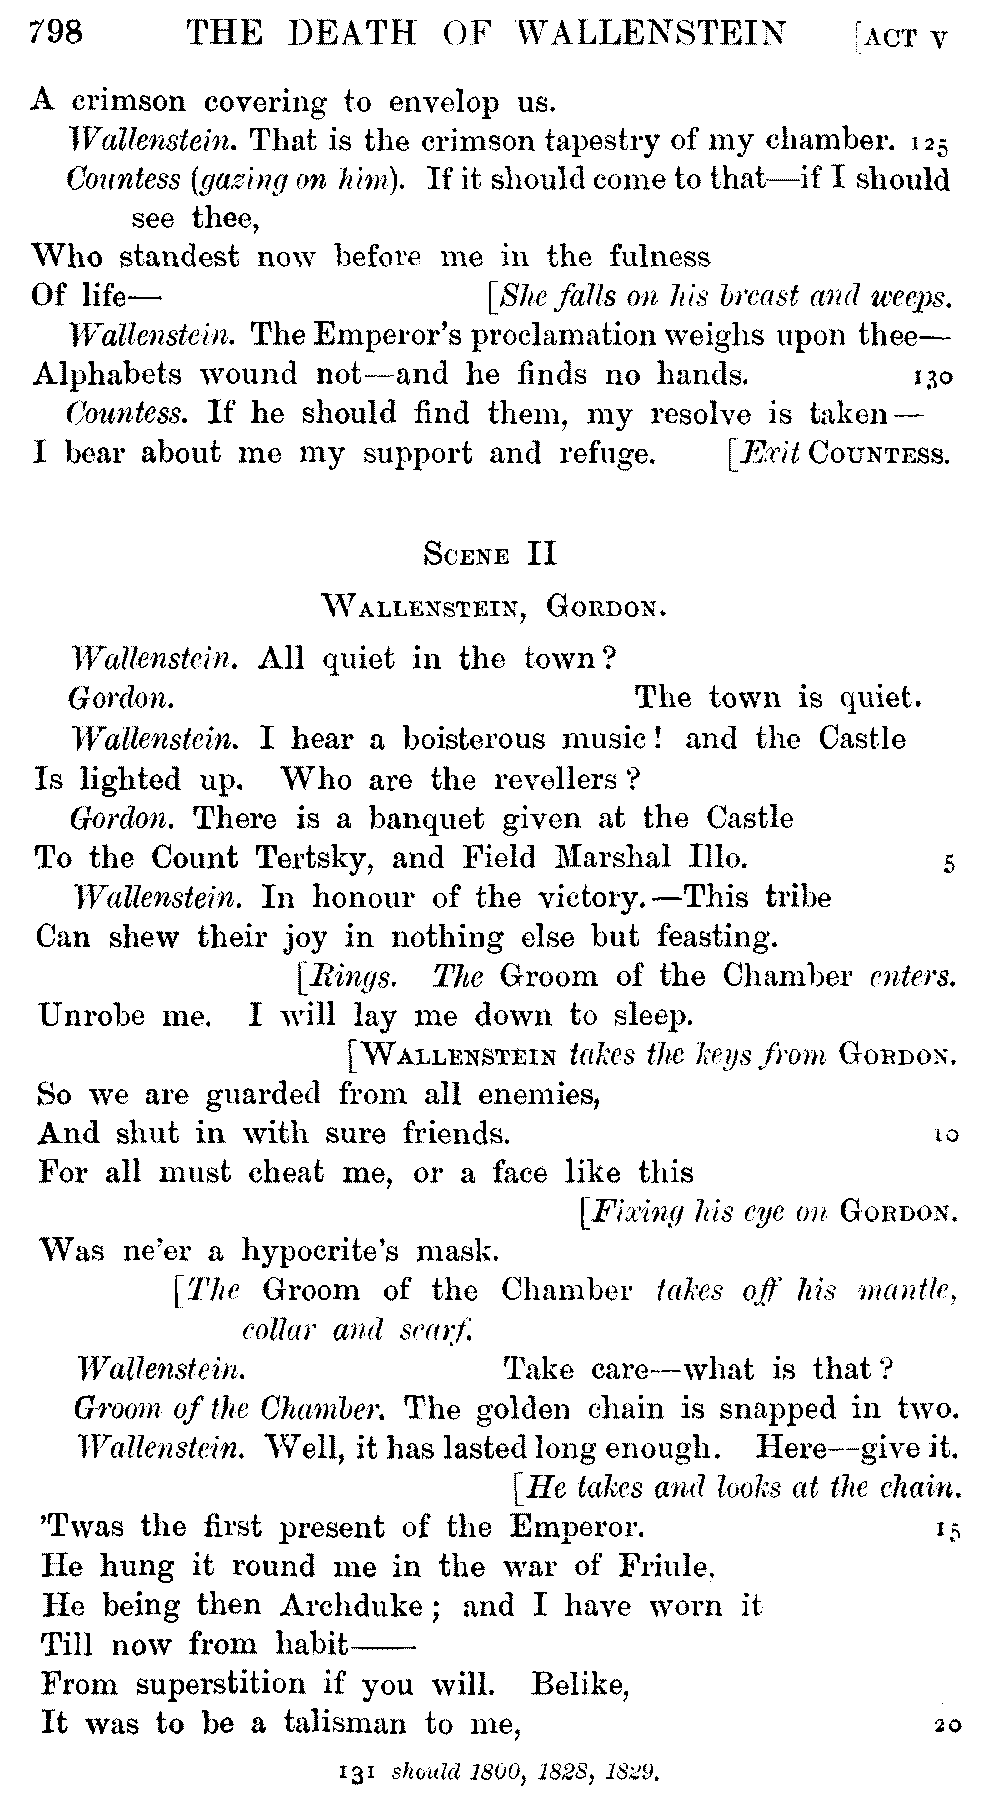 798 THE DEATH OF WALLENSTEIN [ACT V
A crimson covering to envelop us.
Wallenstein. That is the crimson tapestry of my chamber. 125
Countess (gazing on him). If it should come to that—if I should
see thee,
Who standest now before me in the fulness
Of life— [She falls on his breast and weeps.
Wallenstein. The Emperor's proclamation weighs upon thee—
Alphabets wound not—and he finds no hands. 130
Countess. If he should find them, my resolve is taken—
I bear about me my support and refuge. [Exit COUNTESS.
SCENE II
WALLENSTEIN, GORDON.
Wallenstein. All quiet in the town?
Gordon. The town is quiet.
Wallenstein. I hear a boisterous music! and the Castle
Is lighted up. Who are the revellers?
Gordon. There is a banquet given at the Castle
To the Count Tertsky, and Field Marshal Illo. 5
Wallenstein. In honour of the victory.—This tribe
Can shew their joy in nothing else but feasting.
[Rings. The Groom of the Chamber enters.
Unrobe me. I will lay me down to sleep.
[WALLENSTEIN takes the keys from GORDON.
So we are guarded from all enemies,
And shut in with sure friends. 10
For all must cheat me, or a face like this
[Fixing his eye on GORDON.
Was ne'er a hypocrite's mask.
[The Groom of the Chamber takes off his mantle,
collar and scarf.
Wallenstein. Take care—what is that?
Groom of the Chamber. The golden chain is snapped in two.
Wallenstein. Well, it has lasted long enough. Here—give it.
[He takes and looks at the chain.
'Twas the first present of the Emperor. 15
He hung it round me in the war of Friule,
He being then Archduke; and I have worn it
Till now from habit——
From superstition if you will. Belike,
It was to be a talisman to me, 20
131 should 1800, 1828, 1829.